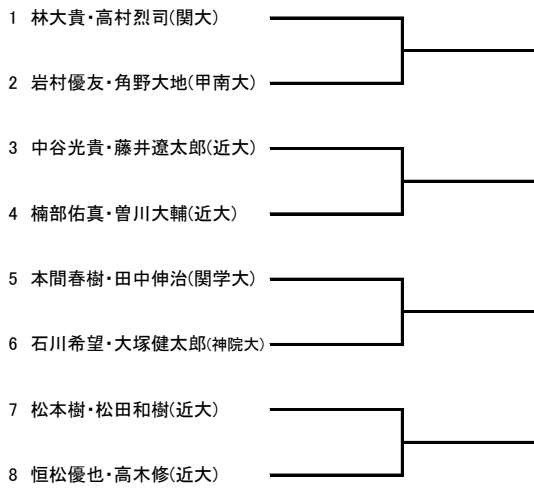 1 林大貴・高村烈司(関大)
2 岩村優友・角野大地(甲南大)
3 中谷光貴・藤井遼太郎(近大)
4 楠部佑真・曽川大輔(近大)
5 本間春樹・田中伸治(関学大)
6 石川希望・大塚健太郎(神院大)
7 松本樹・松田和樹(近大)
8 恒松優也・高木修(近大)